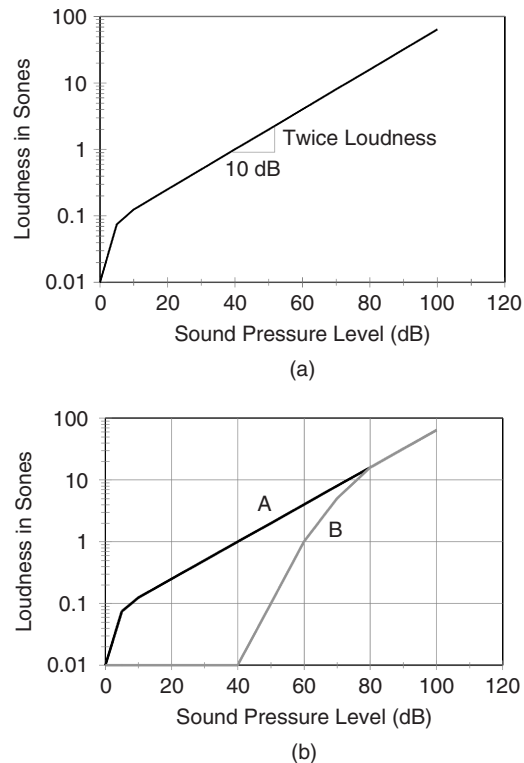 100
10
1
0.1
0.01
Loudness in Sones
Twice Loudness
10 dB
0 20 40 60 80 100 120
Sound Pressure Level (dB)
(a)
100
10
1
0.1
0.01
Loudness in Sones
A
B
0 20 40 60 80 100 120
Sound Pressure Level (dB)
(b)